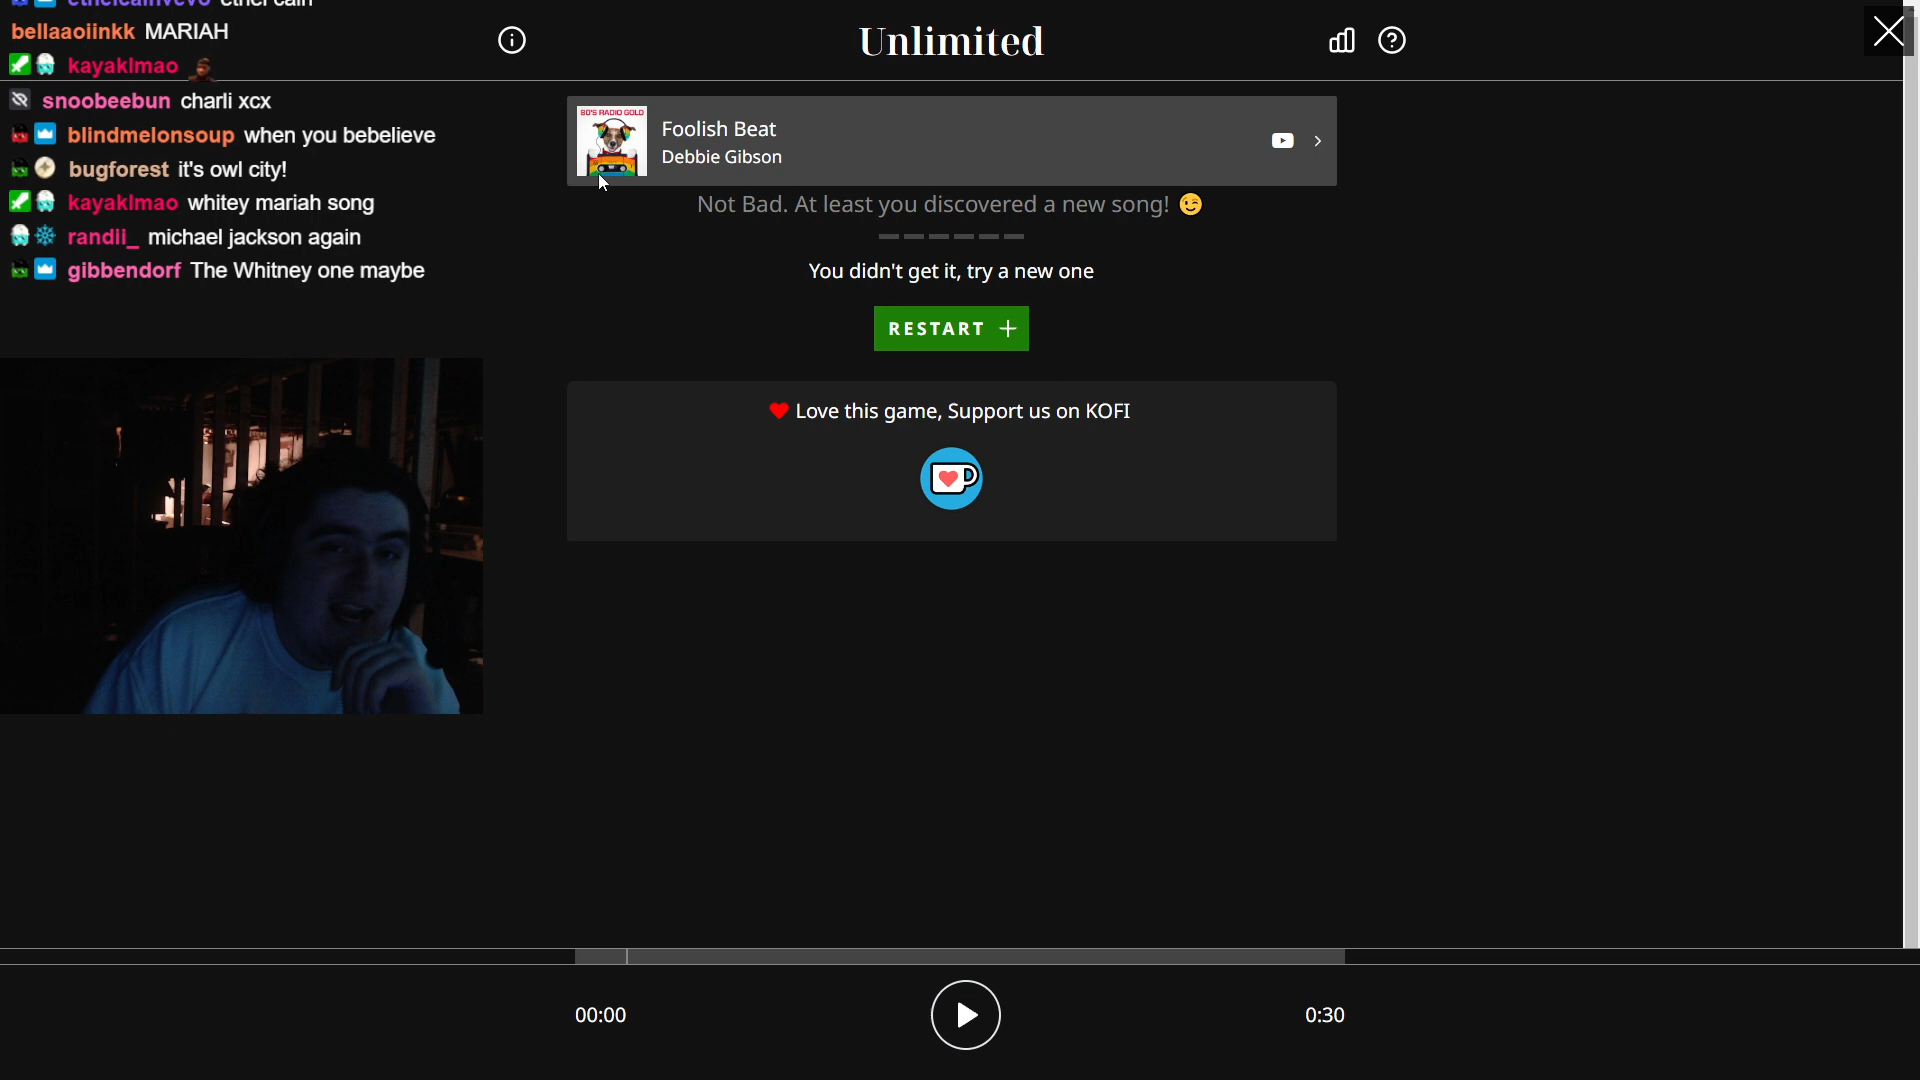 bellaaoiinkk MARIAH
kayaklmao
snoobeebun charli xcx
blindmelonsoup when you bebelieve
bugforest it's owl city!
kayaklmao whitey mariah song
randii_ michael jackson again
gibbendorf The Whitney one maybe
Unlimited
80'S RADIO GOLD
Foolish Beat
Debbie Gibson
Not Bad. At least you discovered a new song! 😉
You didn't get it, try a new one
RESTART +
Love this game, Support us on KOFI
00:00
0:30